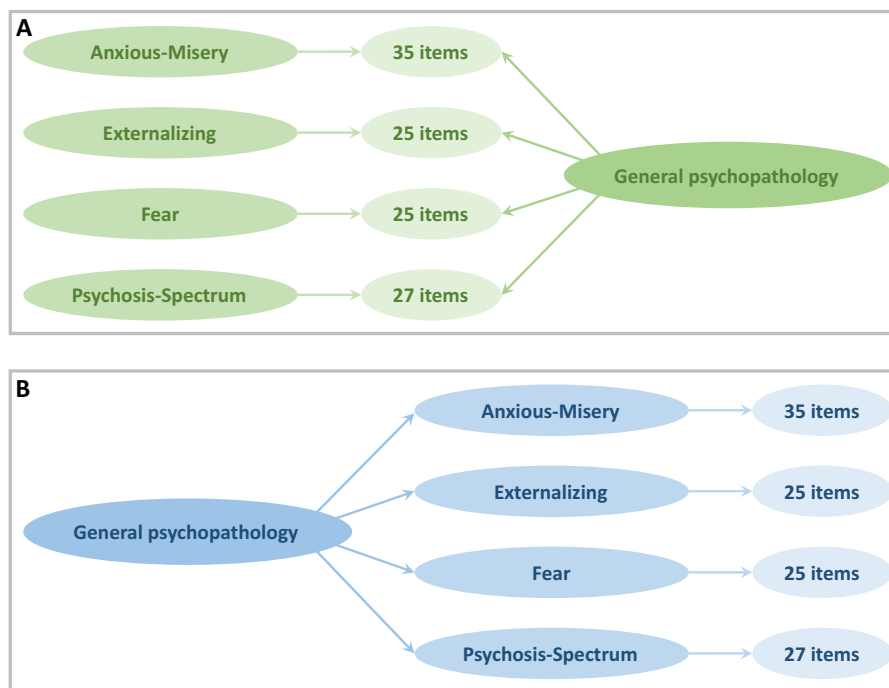 A
Anxious-Misery
35 items
Externalizing
25 items
General psychopathology
Fear
25 items
Psychosis-Spectrum
27 items
B
Anxious-Misery
35 items
Externalizing
25 items
General psychopathology
Fear
25 items
Psychosis-Spectrum
27 items